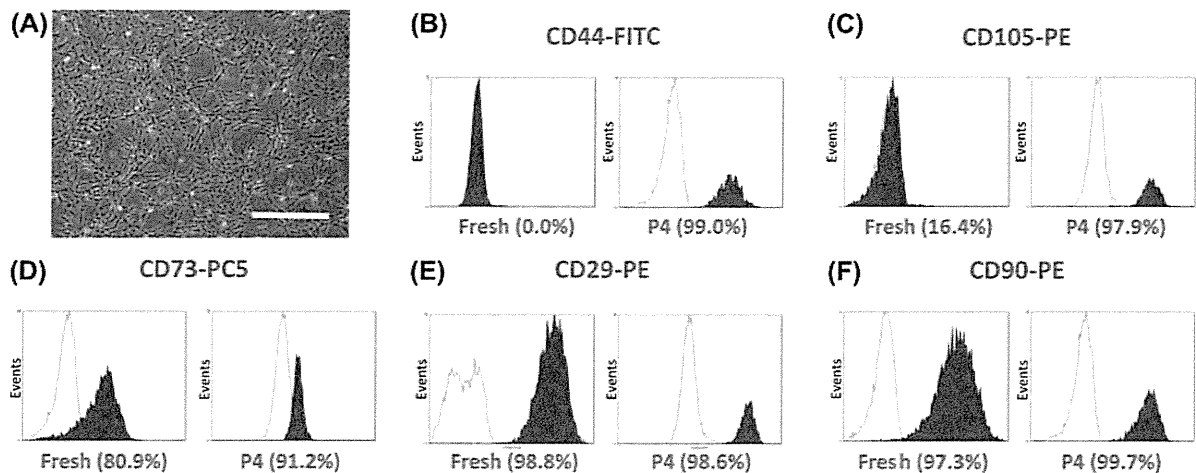 (A)
(B)
CD44-FITC
(C)
CD105-PE
Events
Events
Events
Events
Fresh (0.0%)
P4 (99.0%)
Fresh (16.4%)
P4 (97.9%)
(D)
CD73-PC5
(E)
CD29-PE
(F)
CD90-PE
Events
Events
Events
Events
Events
Events
Fresh (80.9%)
P4 (91.2%)
Fresh (98.8%)
P4 (98.6%)
Fresh (97.3%)
P4 (99.7%)